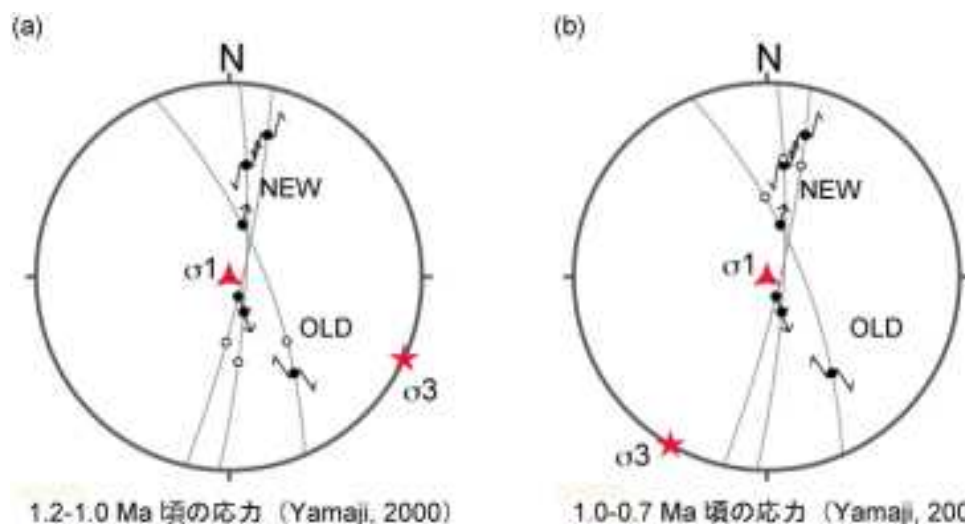 (a)
N
NEW
σ1
OLD
σ3
1.2-1.0 Ma 頃の応力 (Yamaji, 2000)
(b)
N
NEW
σ1
OLD
σ3
1.0-0.7 Ma 頃の応力 (Yamaji, 200